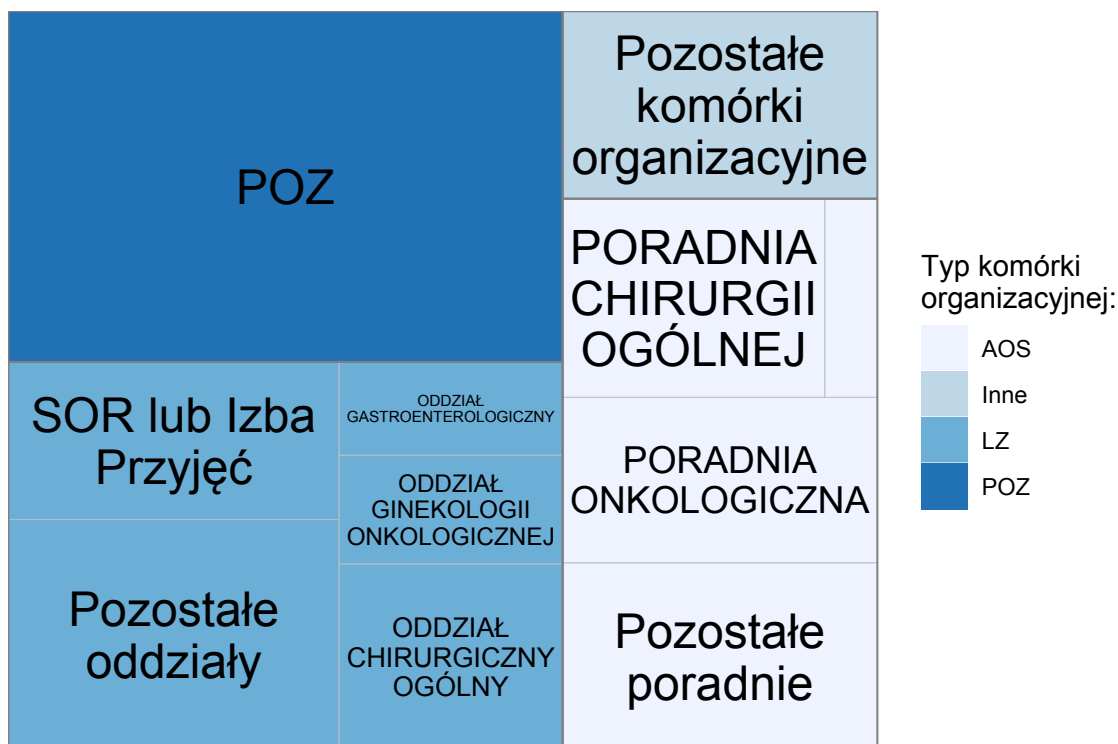 POZ
Pozostałe
komórki
organizacyjne
PORADNIA
CHIRURGII
OGÓLNEJ
SOR lub Izba
Przyjęć
ODDZIAŁ
GASTROENTEROLOGICZNY
ODDZIAŁ
GINEKOLOGII
ONKOLOGICZNEJ
PORADNIA
ONKOLOGICZNA
Pozostałe
oddziały
ODDZIAŁ
CHIRURGICZNY
OGÓLNY
Pozostałe
poradnie
Typ komórki
organizacyjnej:
AOS
Inne
LZ
POZ